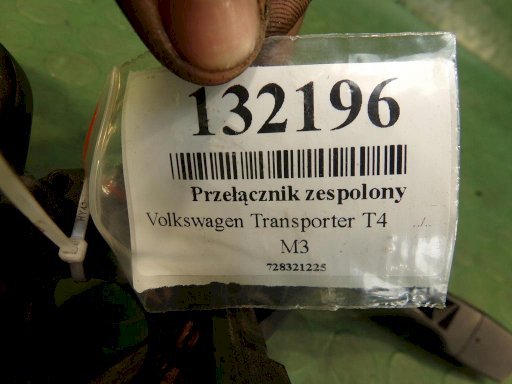 132196
Przełącznik zespolony
Volkswagen Transporter T4 ../..
M3
728321225